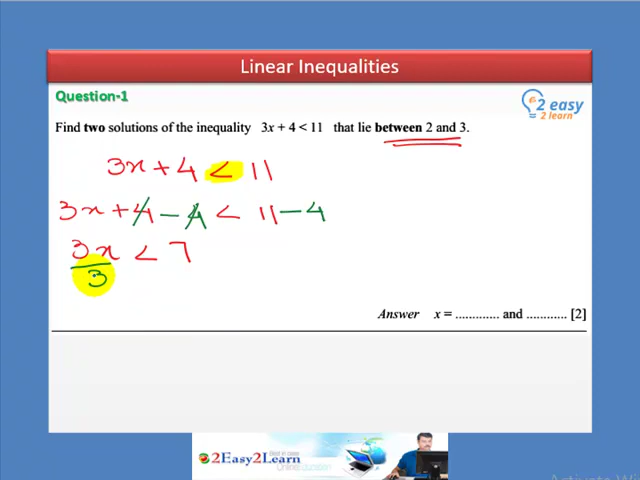 Linear Inequalities
Question-1
2 easy
2 learn
Find two solutions of the inequality 3x + 4 < 11 that lie between 2 and 3.
3x + 4 < 11
3x + 4 - 4 < 11 - 4
3x < 7
3
Answer x = ............. and ............ [2]
2Easy2Learn